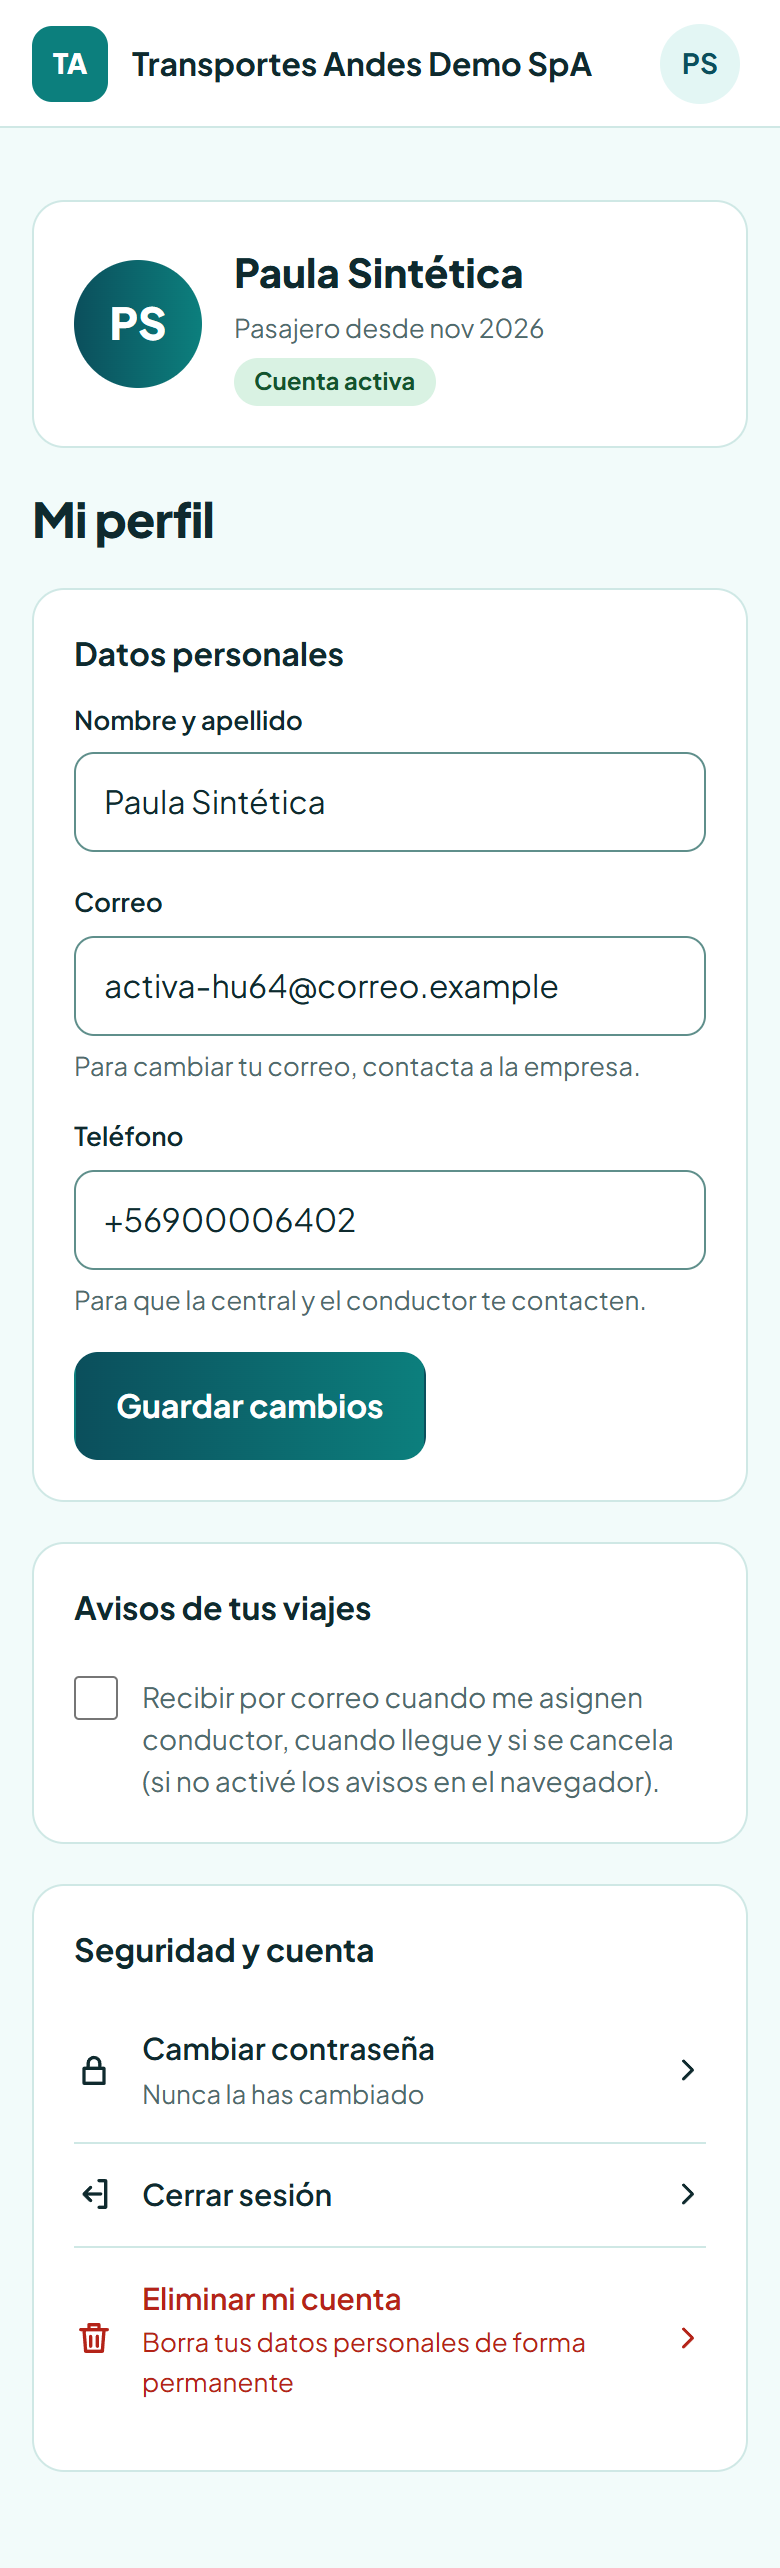 TA
Transportes Andes Demo SpA
PS
PS
Paula Sintética
Pasajero desde nov 2026
Cuenta activa
Mi perfil
Datos personales
Nombre y apellido
Paula Sintética
Correo
activa-hu64@correo.example
Para cambiar tu correo, contacta a la empresa.
Teléfono
+56900006402
Para que la central y el conductor te contacten.
Guardar cambios
Avisos de tus viajes
Recibir por correo cuando me asignen
conductor, cuando llegue y si se cancela
(si no activé los avisos en el navegador).
Seguridad y cuenta
Cambiar contraseña
Nunca la has cambiado
Cerrar sesión
Eliminar mi cuenta
Borra tus datos personales de forma
permanente